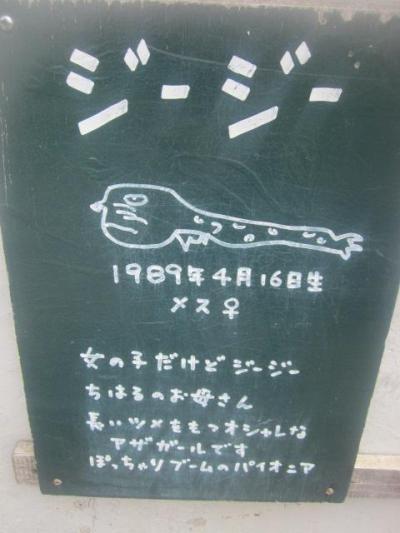 ジージー
1989年4月16日生
メス♀
女の子だけどジージー
ちはるのお母さん
長いツメをもつオシャレな
アザガールです
ぽっちゃりブームのパイオニア